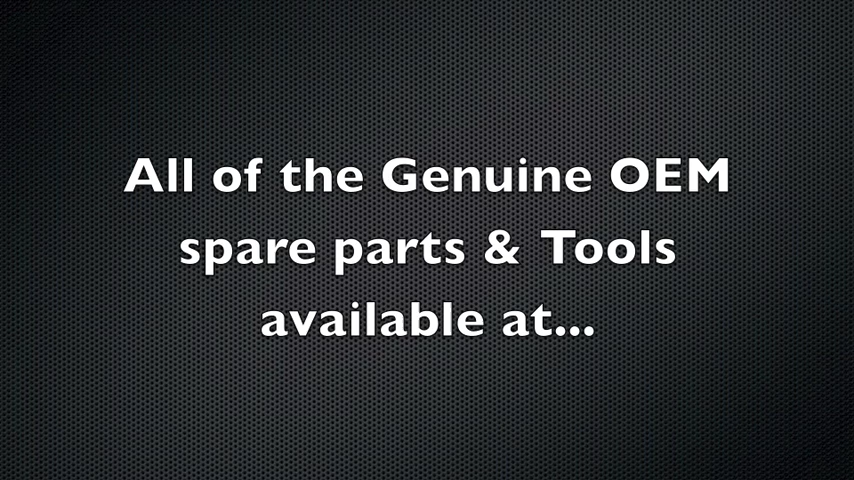 All of the Genuine OEM
spare parts & Tools
available at...